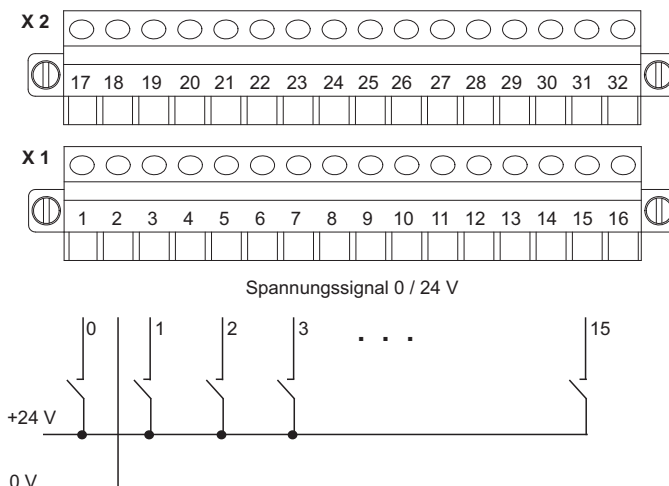 X 2
17 18 19 20 21 22 23 24 25 26 27 28 29 30 31 32
X 1
1 2 3 4 5 6 7 8 9 10 11 12 13 14 15 16
Spannungssignal 0 / 24 V
0 1 2 3 . . . 15
+24 V
0 V